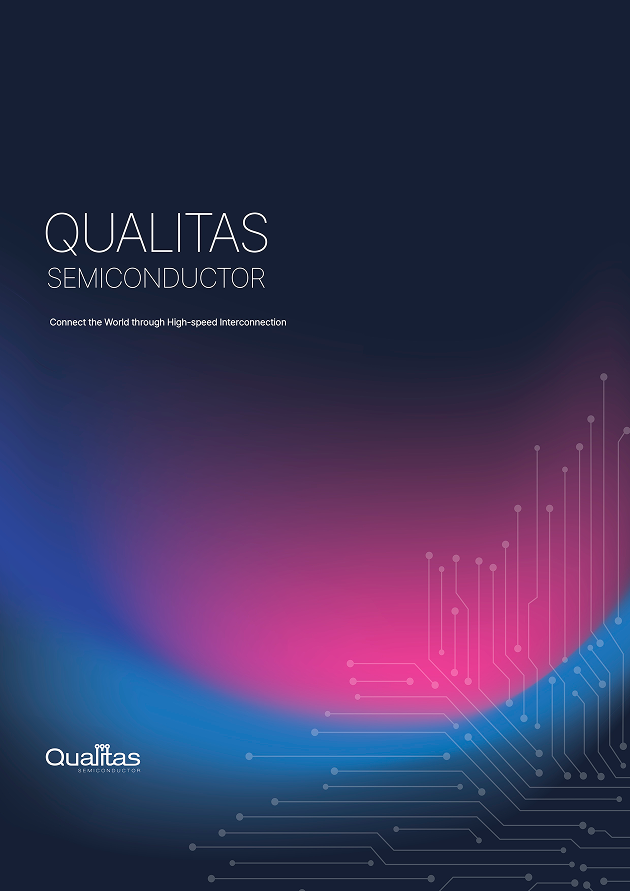 QUALITAS
SEMICONDUCTOR
Connect the World through High-speed Interconnection
Qualitas
SEMICONDUCTOR